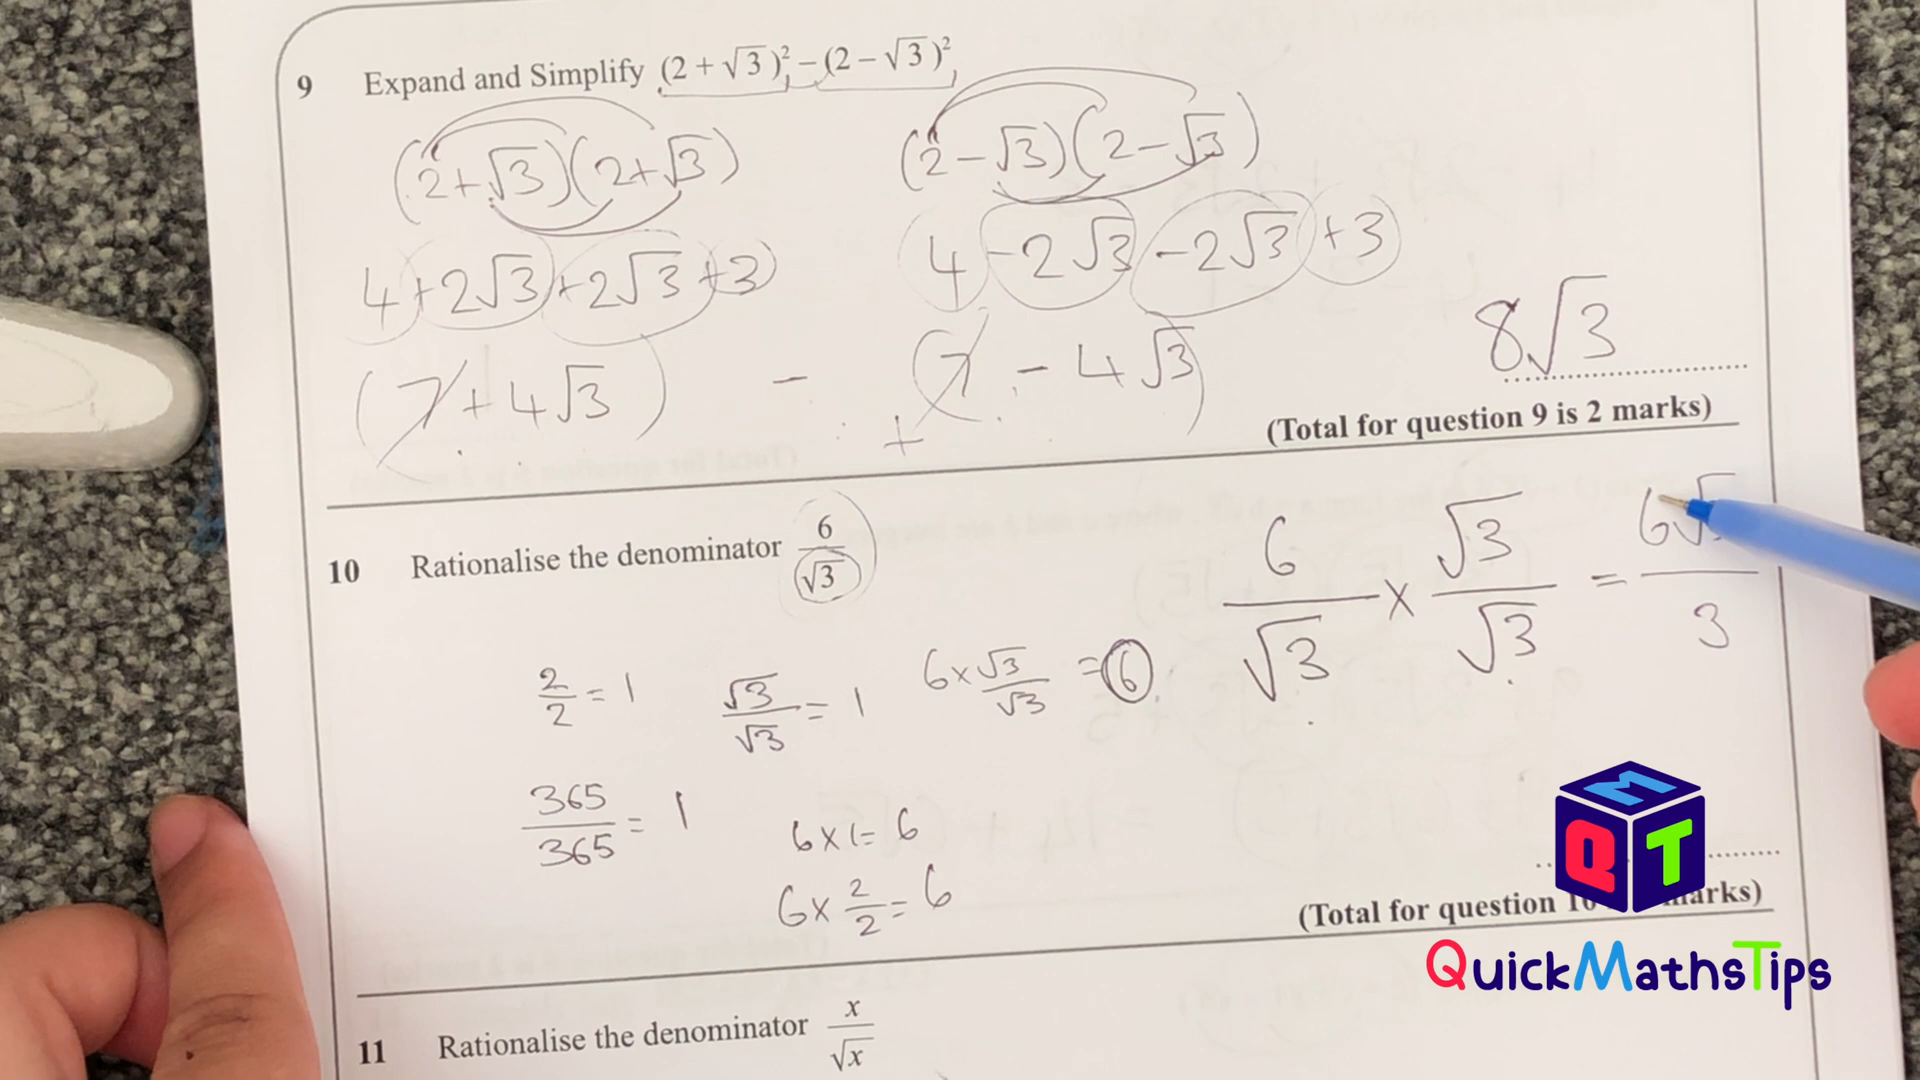 9 Expand and Simplify (2 + √3)² − (2 − √3)²
(2+√3)(2+√3)
(2−√3)(2−√3)
4+2√3+2√3+3
4 −2√3 −2√3 +3
(7+4√3) −
(7 − 4√3)
+
8√3
(Total for question 9 is 2 marks)
10 Rationalise the denominator 6/√3
6/√3 × √3/√3 = 6√ /3
2/2 = 1
√3/√3 = 1
6×√3/√3 = 6
365/365 = 1
6×1= 6
6× 2/2 = 6
(Total for question 10 marks)
M
Q T
QuickMathsTips
11 Rationalise the denominator x/√x